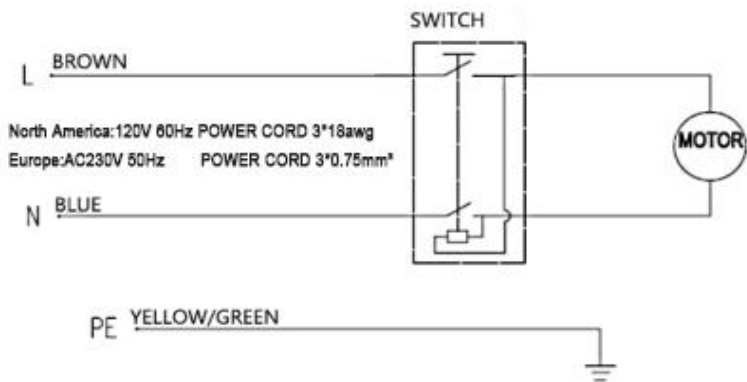 SWITCH
L BROWN
North America:120V 60Hz POWER CORD 3*18awg
Europe:AC230V 50Hz POWER CORD 3*0.75mm²
MOTOR
N BLUE
PE YELLOW/GREEN